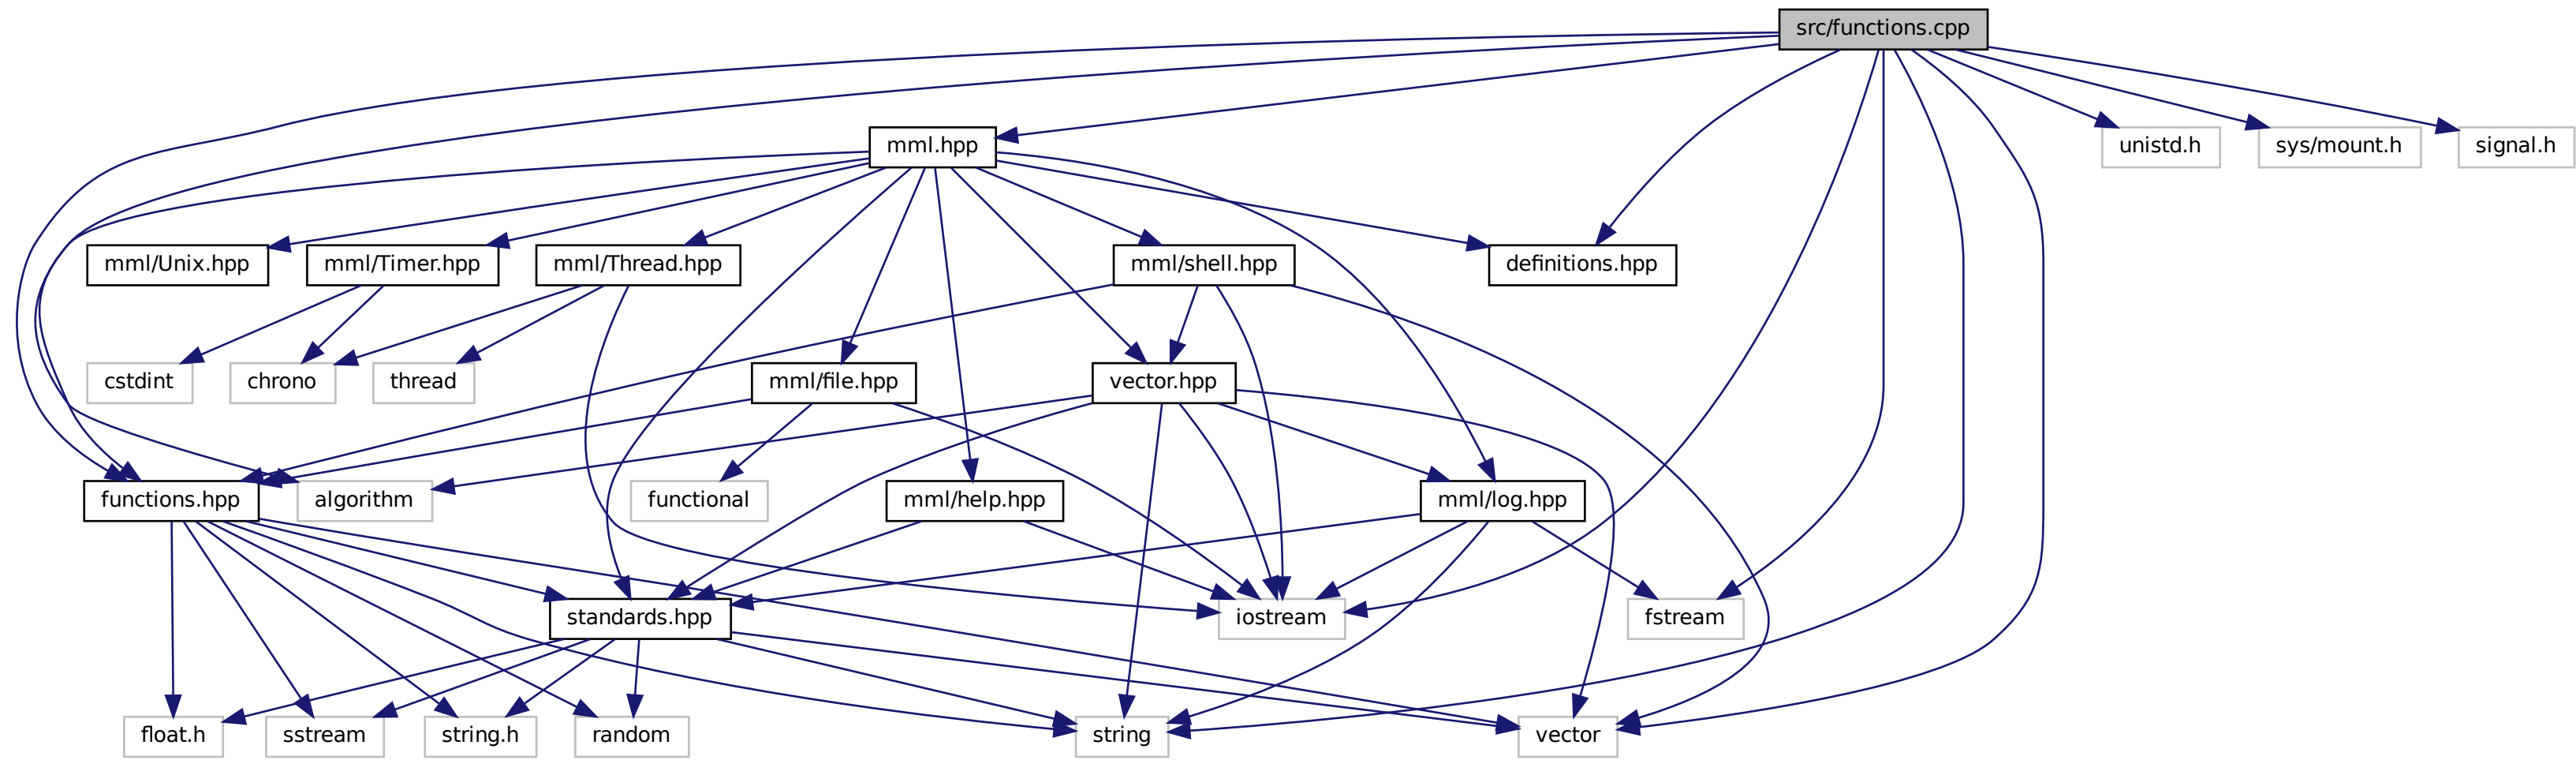 src/functions.cpp
mml.hpp
unistd.h
sys/mount.h
signal.h
mml/Unix.hpp
mml/Timer.hpp
mml/Thread.hpp
mml/shell.hpp
definitions.hpp
cstdint
chrono
thread
mml/file.hpp
vector.hpp
functions.hpp
algorithm
functional
mml/help.hpp
mml/log.hpp
standards.hpp
iostream
fstream
float.h
sstream
string.h
random
string
vector